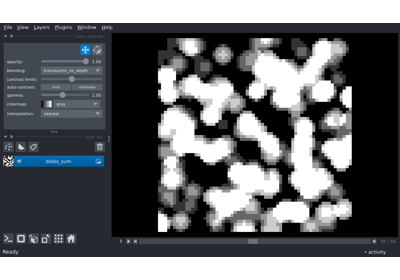 File View Layers Plugins Window Help
opacity: 1.00
blending: translucent_no_depth
contrast limits:
auto-contrast: once continuous
gamma: 1.00
colormap: gray
interpolation: nearest
blobs_sum
Ready
activity